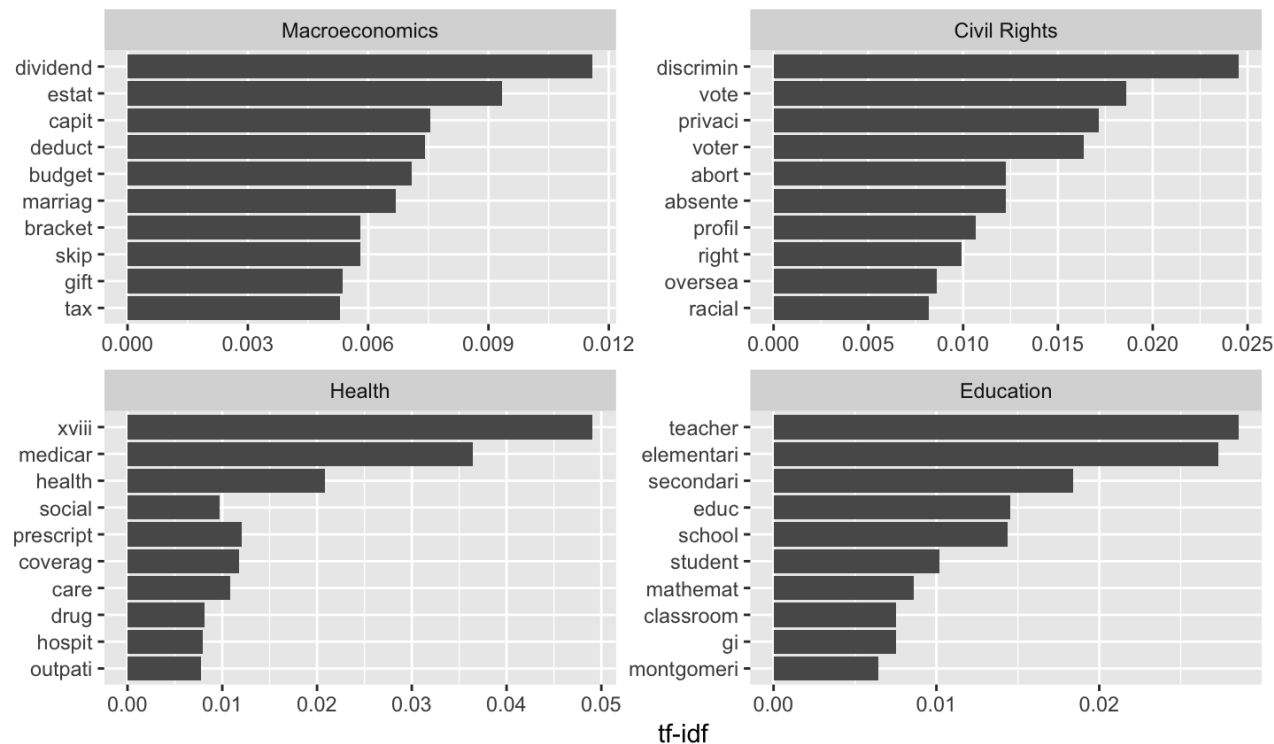 Macroeconomics
dividend
estat
capit
deduct
budget
marriag
bracket
skip
gift
tax
0.000 0.003 0.006 0.009 0.012
Civil Rights
discrimin
vote
privaci
voter
abort
absente
profil
right
oversea
racial
0.000 0.005 0.010 0.015 0.020 0.025
Health
xviii
medicar
health
social
prescript
coverag
care
drug
hospit
outpati
0.00 0.01 0.02 0.03 0.04 0.05
Education
teacher
elementari
secondari
educ
school
student
mathemat
classroom
gi
montgomeri
0.00 0.01 0.02
tf-idf